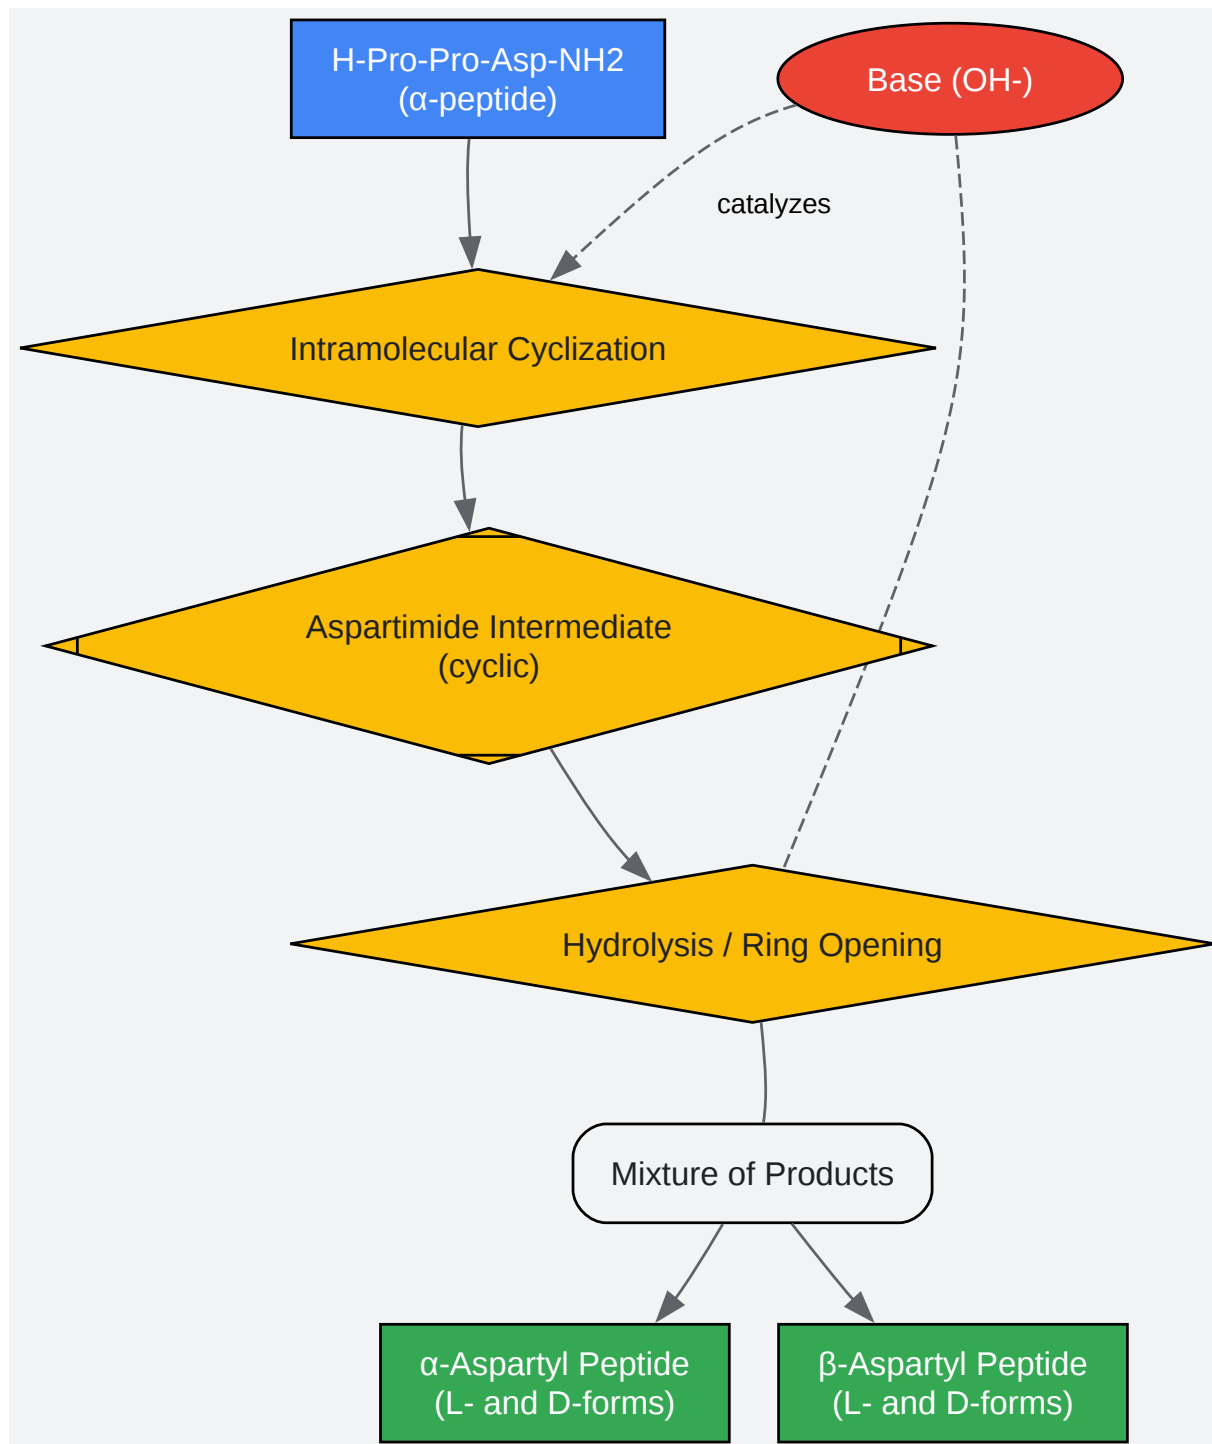 H-Pro-Pro-Asp-NH2
(α-peptide)
Base (OH-)
catalyzes
Intramolecular Cyclization
Aspartimide Intermediate
(cyclic)
Hydrolysis / Ring Opening
Mixture of Products
α-Aspartyl Peptide
(L- and D-forms)
β-Aspartyl Peptide
(L- and D-forms)